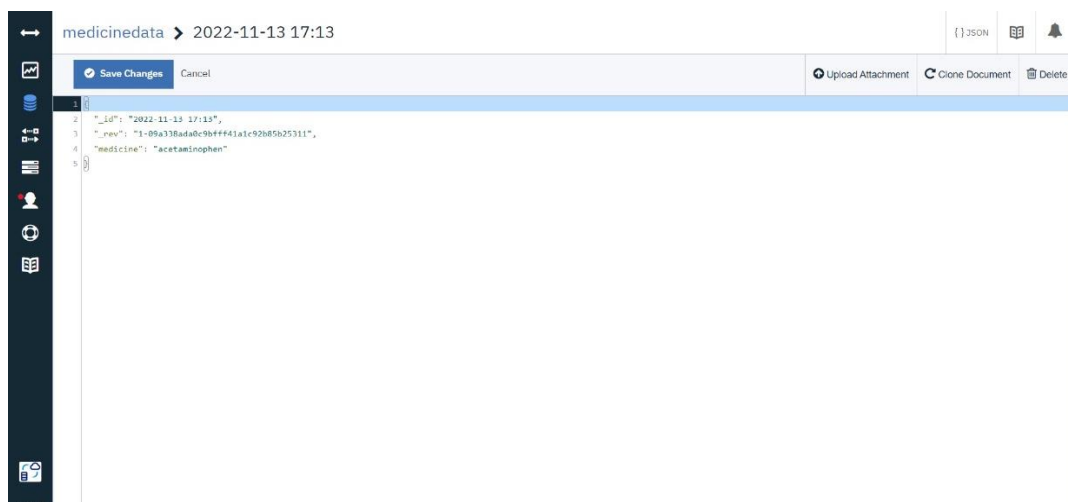 medicinedata > 2022-11-13 17:13
{ } JSON
Save Changes Cancel
Upload Attachment Clone Document Delete
1 {
2 "_id": "2022-11-13 17:13",
3 "_rev": "1-09a338ada0c9bfff41a1c92b85b25311",
4 "medicine": "acetaminophen"
5 }